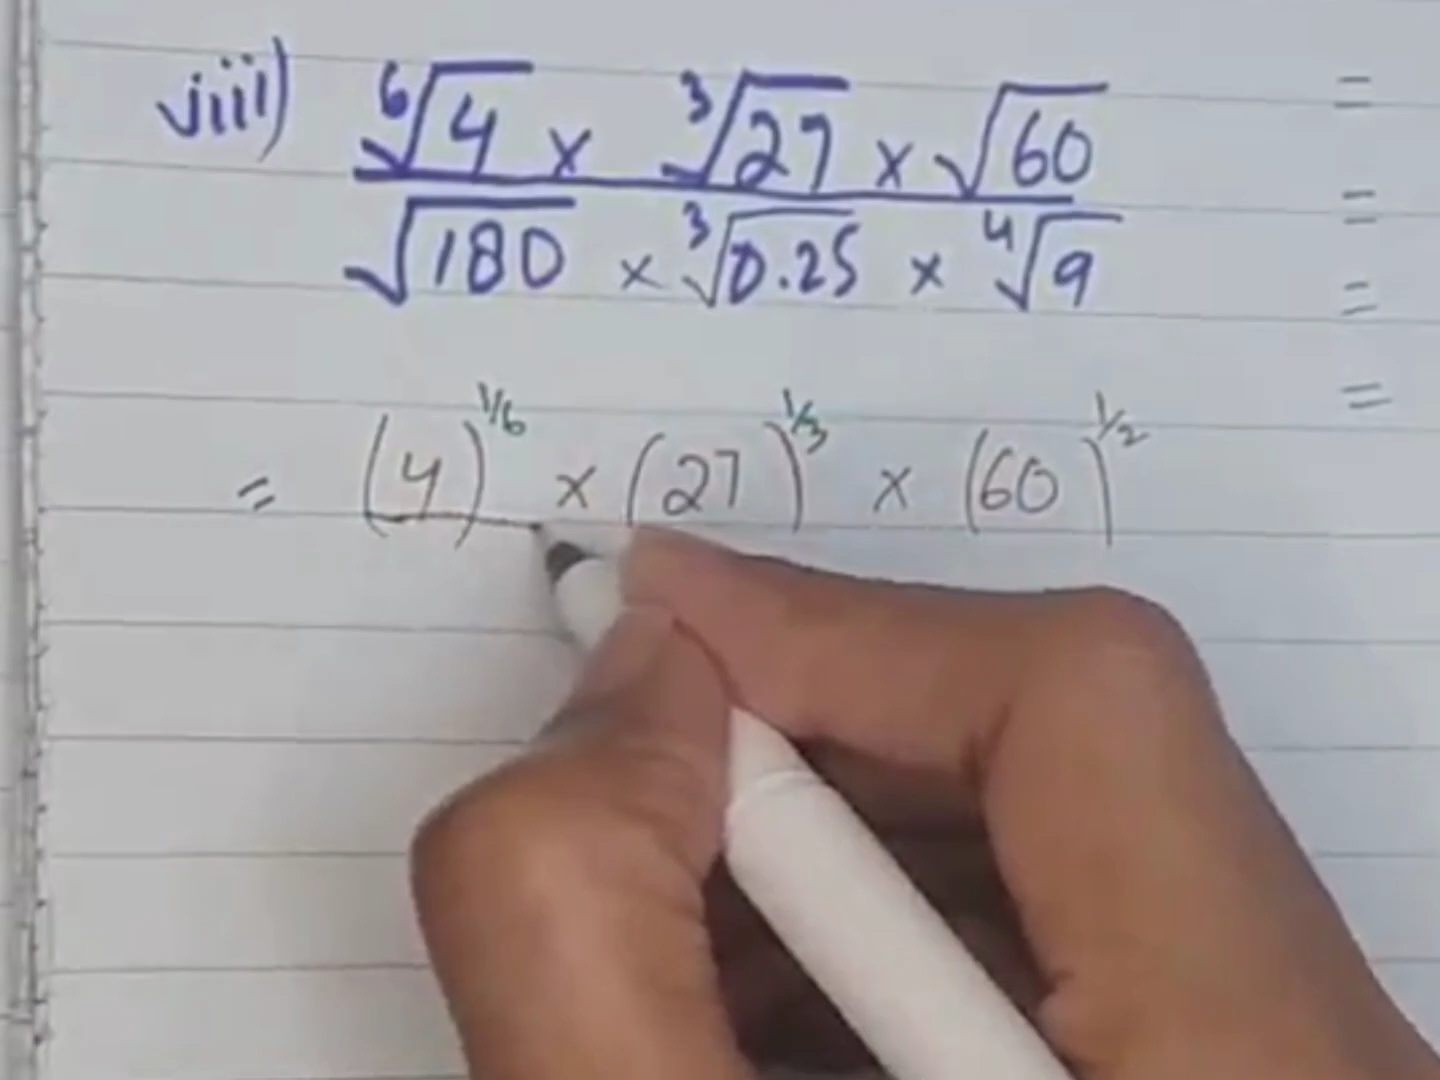 viii) ⁶√4 x ³√27 x √60
√180 x ³√0.25 x ⁴√9
= (4)^1/6 x (27)^1/3 x (60)^1/2
=
=
=
=